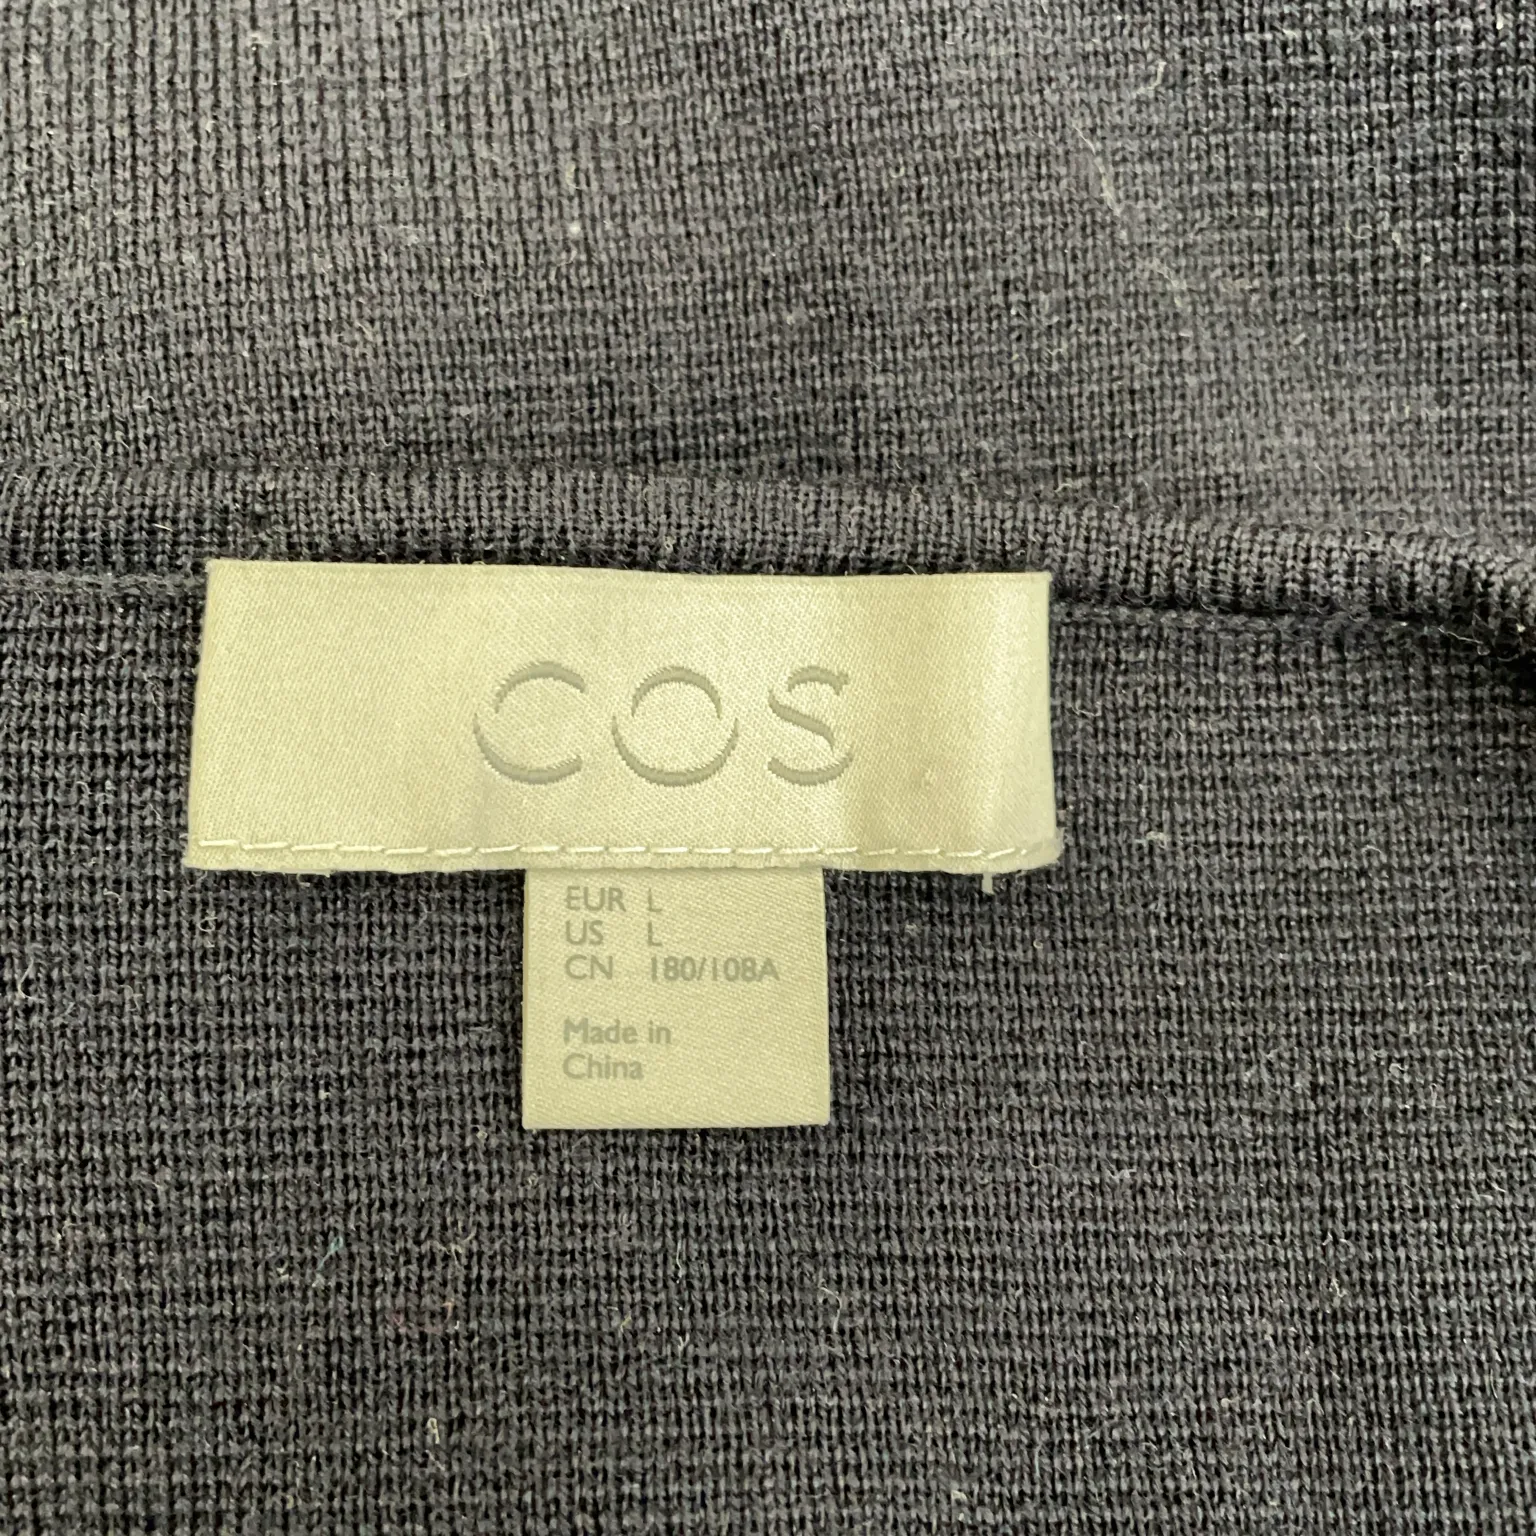 COS
EUR L
US L
CN 180/108A
Made in
China